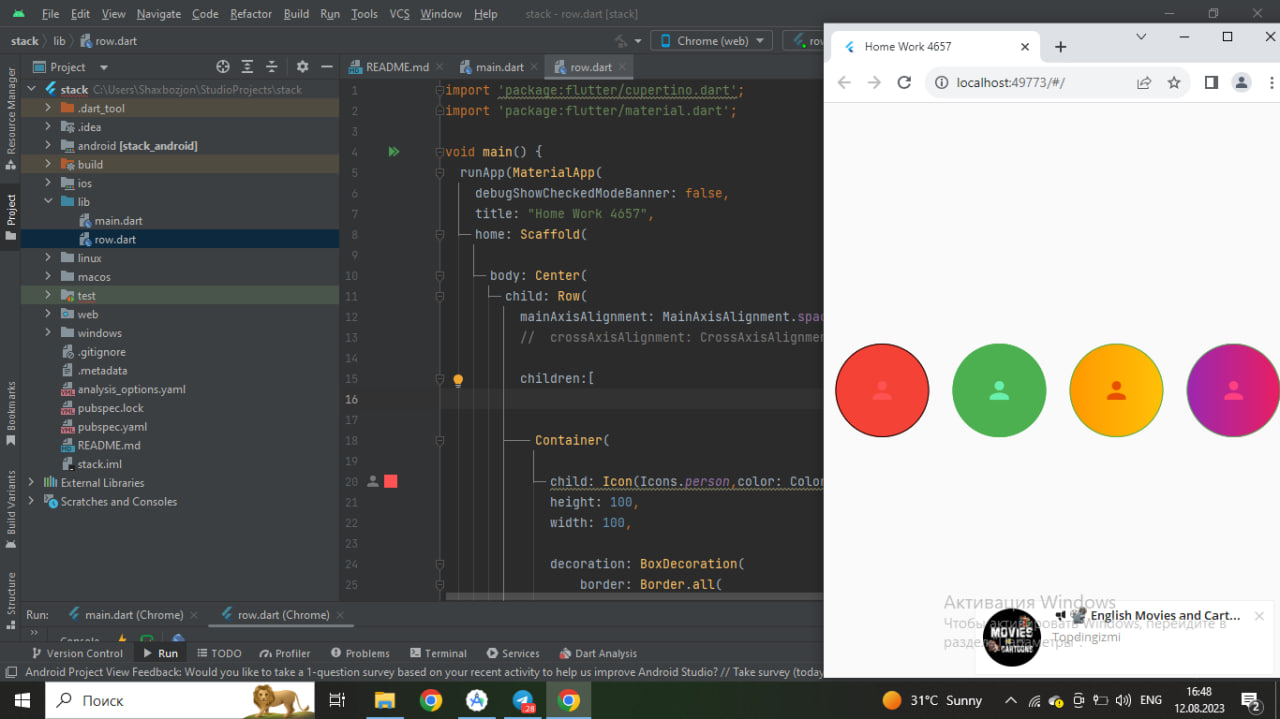 File Edit View Navigate Code Refactor Build Run Tools VCS Window Help stack - row.dart [stack]
stack lib row.dart
Chrome (web)
Project
README.md main.dart row.dart
Resource Manager
Project
Bookmarks
Build Variants
Structure
stack C:\Users\Shaxbozjon\StudioProjects\stack
.dart_tool
.idea
android [stack_android]
build
ios
lib
main.dart
row.dart
linux
macos
test
web
windows
.gitignore
.metadata
analysis_options.yaml
pubspec.lock
pubspec.yaml
README.md
stack.iml
External Libraries
Scratches and Consoles
1 import 'package:flutter/cupertino.dart';
2 import 'package:flutter/material.dart';
3
4 void main() {
5 runApp(MaterialApp(
6 debugShowCheckedModeBanner: false,
7 title: "Home Work 4657",
8 home: Scaffold(
9
10 body: Center(
11 child: Row(
12 mainAxisAlignment: MainAxisAlignment.spac
13 // crossAxisAlignment: CrossAxisAlignmen
14
15 children:[
16
17
18 Container(
19
20 child: Icon(Icons.person,color: Color
21 height: 100,
22 width: 100,
23
24 decoration: BoxDecoration(
25 border: Border.all(
Home Work 4657
localhost:49773/#/
Активация Windows
Чтобы активировать Windows, перейдите в
раздел "Параметры".
MOVIES
CARTOONS
English Movies and Cart...
Topdingizmi
Run: main.dart (Chrome) row.dart (Chrome)
Console
Version Control Run TODO Profiler Problems Terminal Services Dart Analysis
Android Project View Feedback: Would you like to take a 1-question survey based on your recent activity to help us improve Android Studio? // Take survey (today
Поиск
.28
31°C Sunny
ENG
16:48
12.08.2023
2